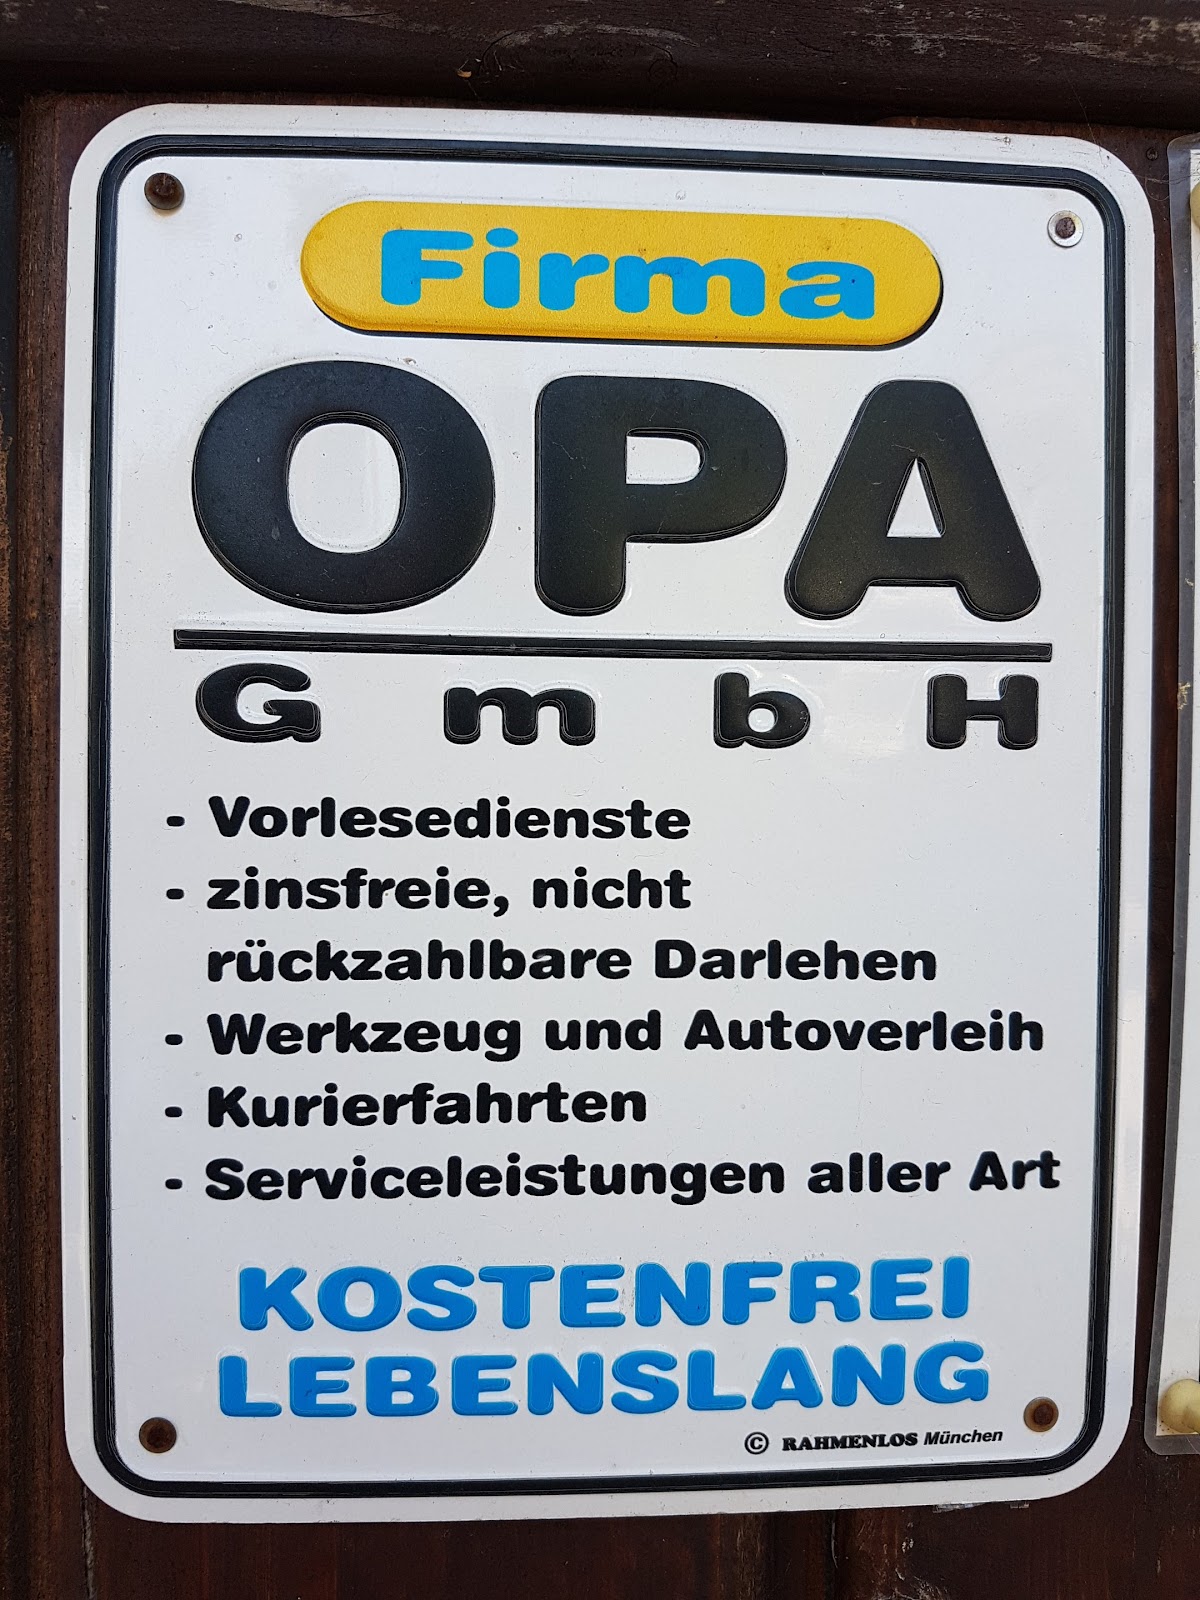 Firma
OPA
GmbH
- Vorlesedienste
- zinsfreie, nicht
rückzahlbare Darlehen
- Werkzeug und Autoverleih
- Kurierfahrten
- Serviceleistungen aller Art
KOSTENFREI
LEBENSLANG
© RAHMENLOS München